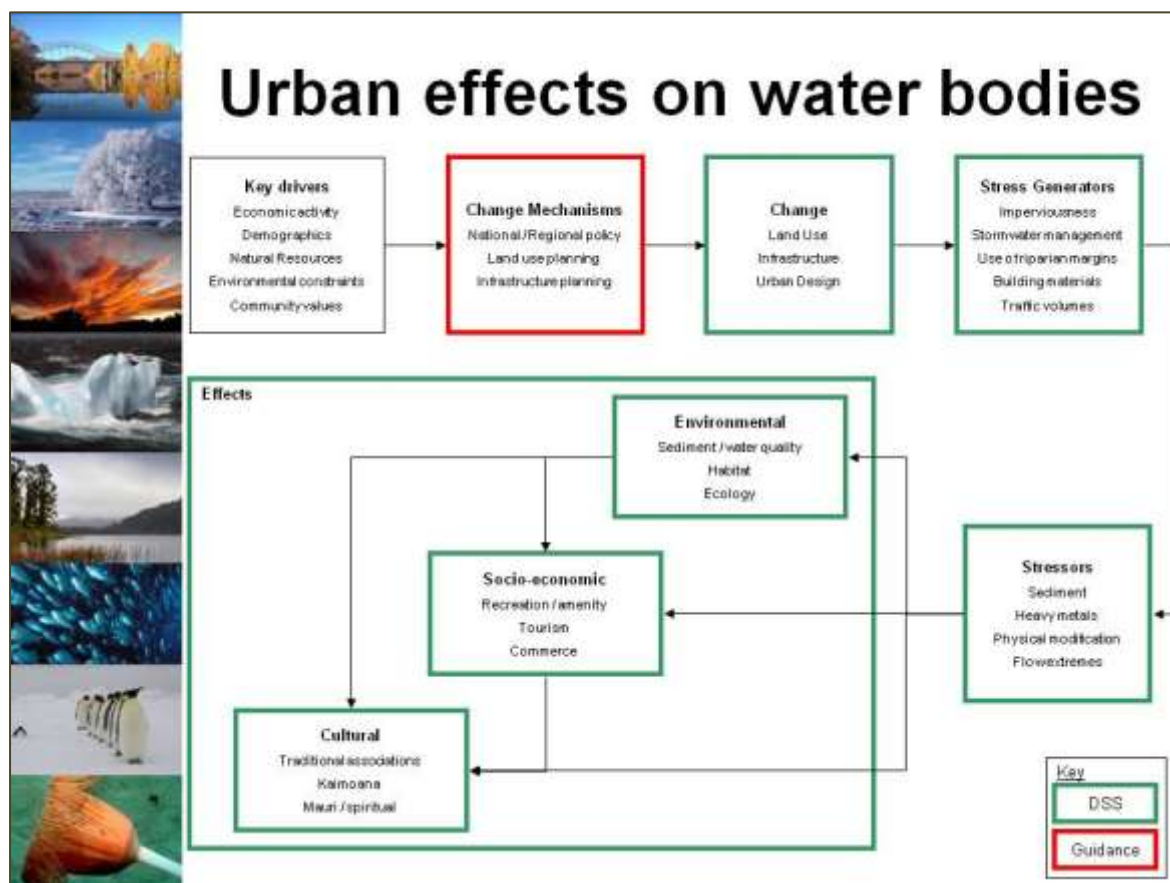 Urban effects on water bodies
Key drivers
Economic activity
Demographics
Natural Resources
Environmental constraints
Community values
Change Mechanisms
National / Regional policy
Land use planning
Infrastructure planning
Change
Land Use
Infrastructure
Urban Design
Stress Generators
Imperviousness
Stormwater management
Use of riparian margins
Building materials
Traffic volumes
Effects
Environmental
Sediment / water quality
Habitat
Ecology
Socio-economic
Recreation / amenity
Tourism
Commerce
Cultural
Traditional associations
Kaimoana
Mauri / spiritual
Stressors
Sediment
Heavy metals
Physical modification
Flow extremes
Key
DSS
Guidance